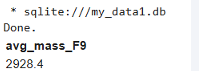 * sqlite:///my_data1.db
Done.
avg_mass_F9
2928.4